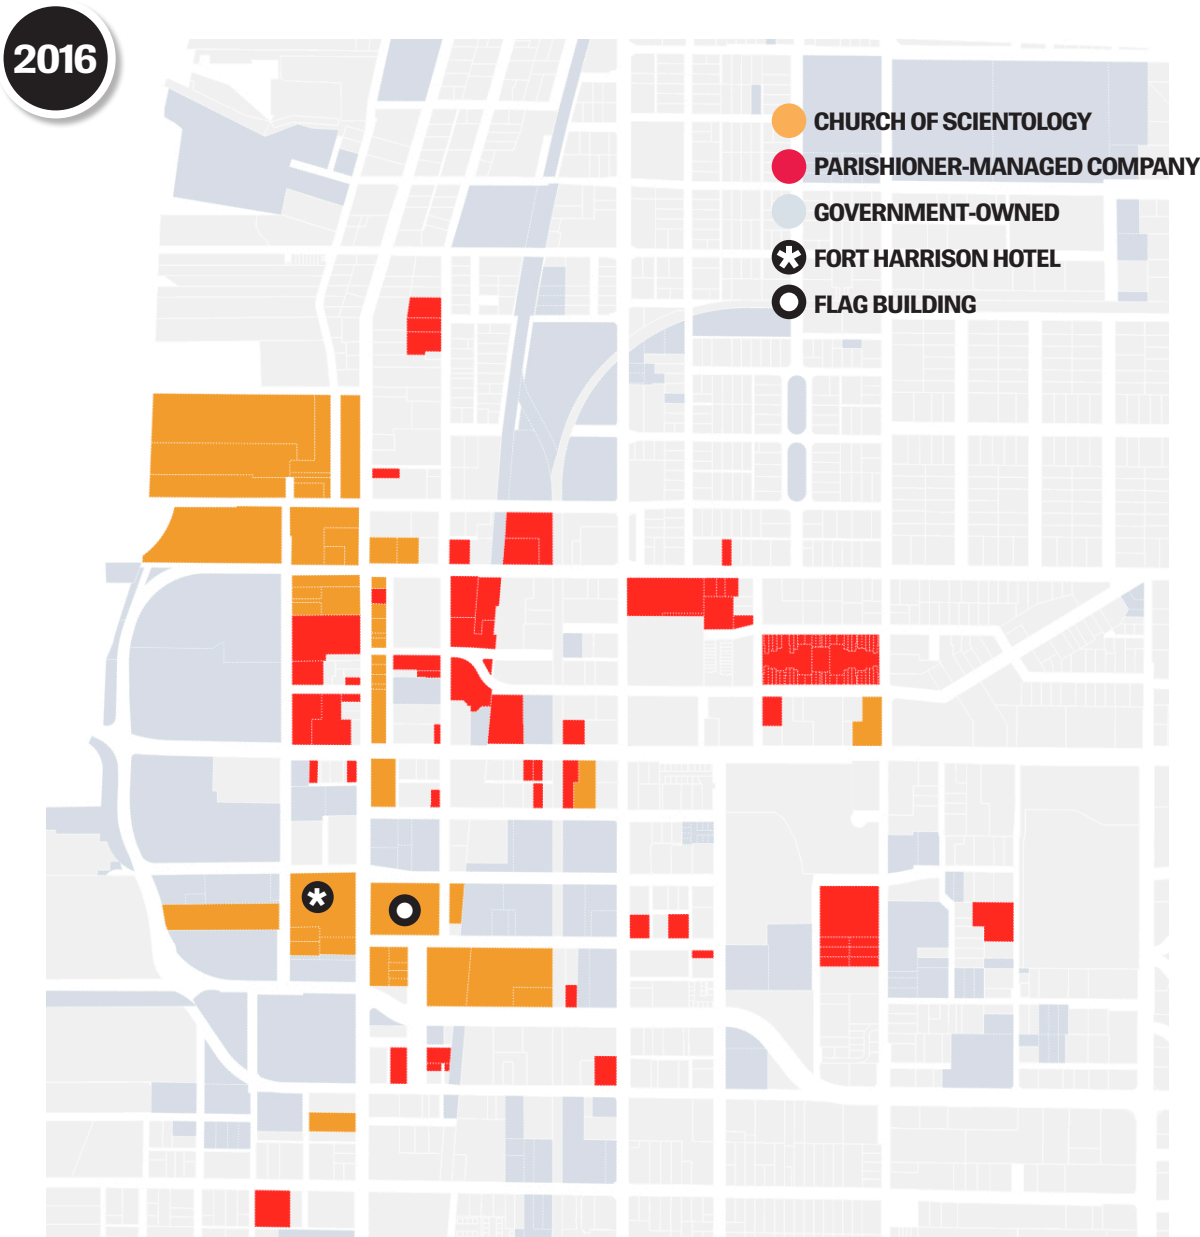 2016
CHURCH OF SCIENTOLOGY
PARISHIONER-MANAGED COMPANY
GOVERNMENT-OWNED
FORT HARRISON HOTEL
FLAG BUILDING